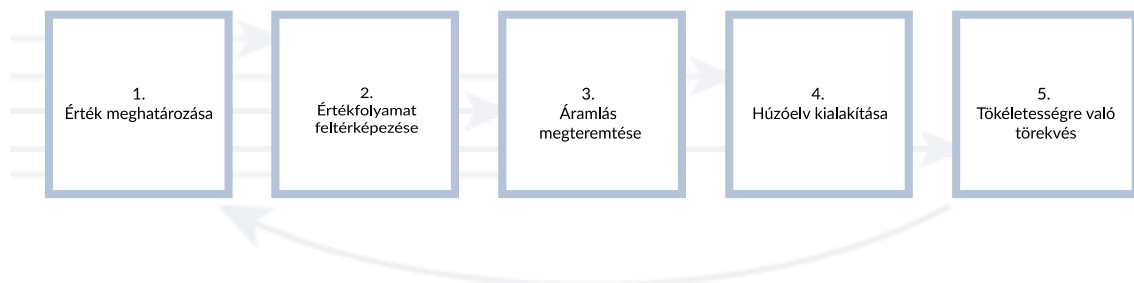 1.
Érték meghatározása
2.
Értékfolyamat
feltérképezése
3.
Áramlás
megteremtése
4.
Húzóelv kialakítása
5.
Tökéletességre való
törekvés